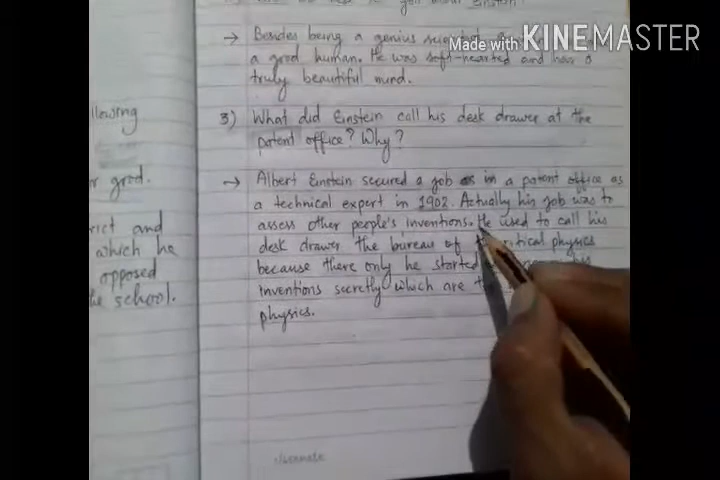 Made with KINEMASTER
Besides being a genius
a good human. He was soft-hearted and has a
truly beautiful mind.
llowing
3) What did Einstein call his desk drawer at the
patent office? Why?
→ Albert Einstein secured a job in a patent office as
a technical expert in 1902. Actually his job was to
assess other people's inventions. He used to call his
desk drawer the bureau of physics
because there only he started
inventions secretly which are
physics.
r grod.
rict and
which he
opposed
he school.